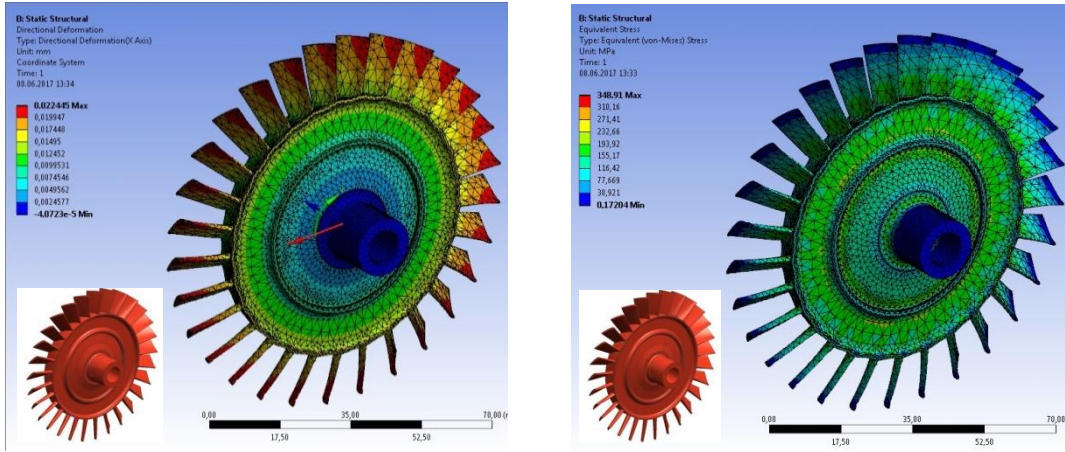 B: Static Structural
Directional Deformation
Type: Directional Deformation(X Axis)
Unit: mm
Coordinate System
Time: 1
08.06.2017 13:34
0,022445 Max
0,019947
0,017448
0,01495
0,012452
0,0099531
0,0074546
0,0049562
0,0024577
-4,0723e-5 Min
0,00
35,00
70,00
17,50
52,50
B: Static Structural
Equivalent Stress
Type: Equivalent (von-Mises) Stress
Unit: MPa
Time: 1
08.06.2017 13:33
348,91 Max
310,16
271,41
232,66
193,92
155,17
116,42
77,669
38,921
0,17204 Min
0,00
35,00
70,00
17,50
52,50